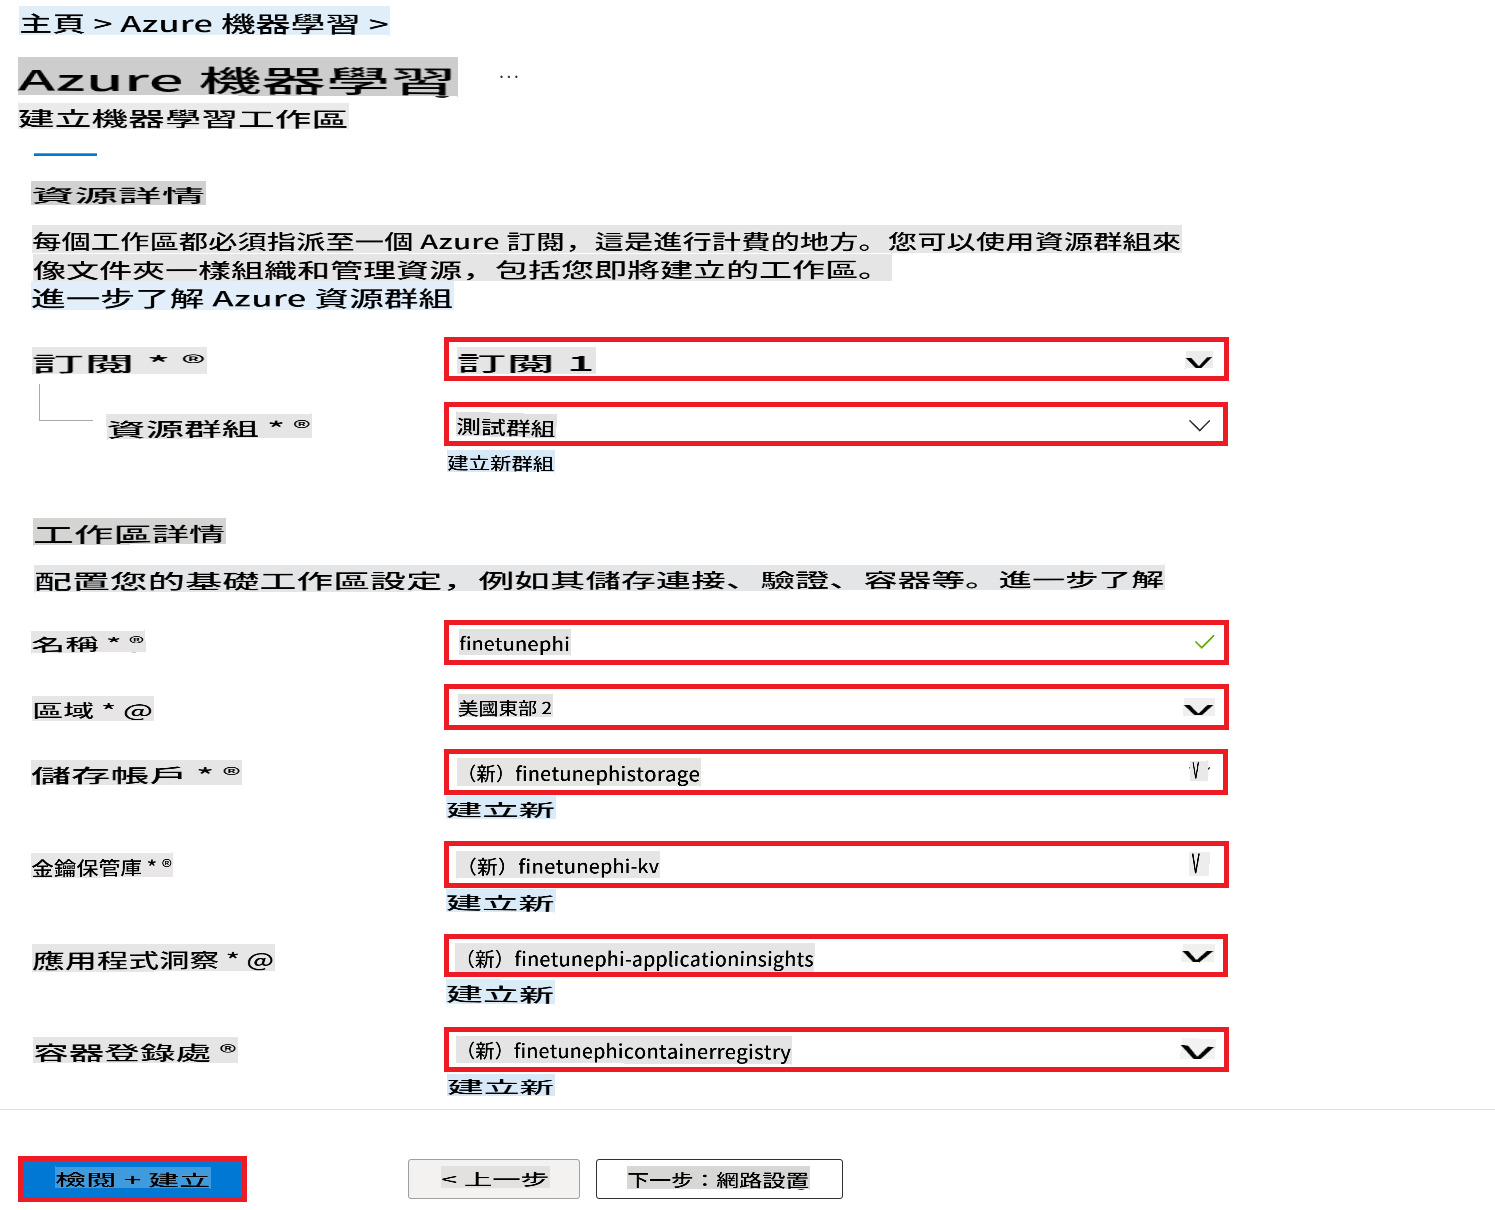 主頁 > Azure 機器學習 >
Azure 機器學習 ...
建立機器學習工作區
資源詳情
每個工作區都必須指派至一個 Azure 訂閱，這是進行計費的地方。您可以使用資源群組來
像文件夾一樣組織和管理資源，包括您即將建立的工作區。
進一步了解 Azure 資源群組
訂閱 * ® 訂閱 1
資源群組 * ® 測試群組
建立新群組
工作區詳情
配置您的基礎工作區設定，例如其儲存連接、驗證、容器等。進一步了解
名稱 * ® finetunephi
區域 * @ 美國東部 2
儲存帳戶 * ® （新）finetunephistorage
建立新
金鑰保管庫 * ® （新）finetunephi-kv
建立新
應用程式洞察 * @ （新）finetunephi-applicationinsights
建立新
容器登錄處 ® （新）finetunephicontainerregistry
建立新
檢閱 + 建立 < 上一步 下一步：網路設置